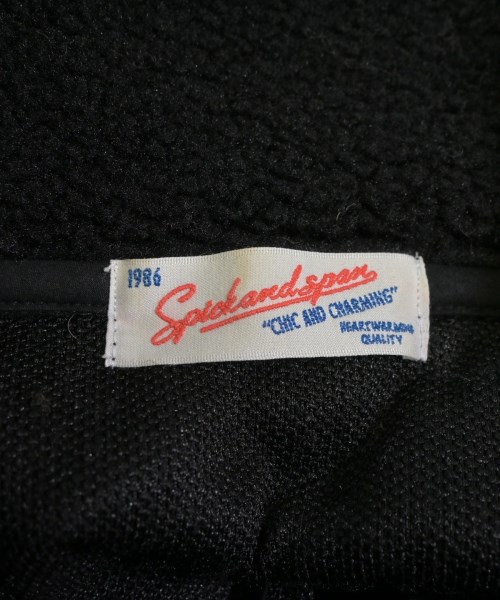 1986
Spick and span
"CHIC AND CHARMING"
HEARTWARMING
QUALITY